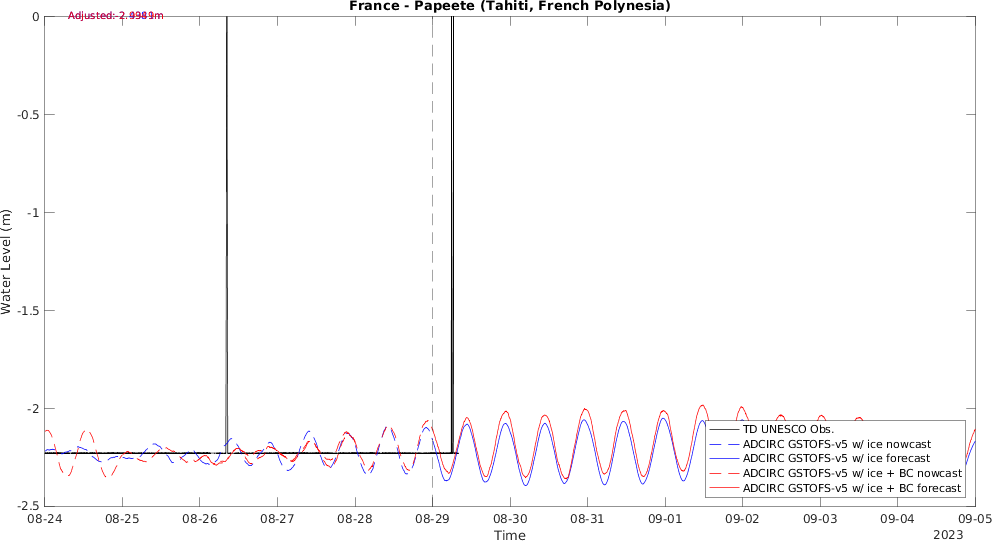 France - Papeete (Tahiti, French Polynesia)
Adjusted:
0
-0.5
-1
-1.5
-2
-2.5
Water Level (m)
TD UNESCO Obs.
ADCIRC GSTOFS-v5 w/ ice nowcast
ADCIRC GSTOFS-v5 w/ ice forecast
ADCIRC GSTOFS-v5 w/ ice + BC nowcast
ADCIRC GSTOFS-v5 w/ ice + BC forecast
08-24 08-25 08-26 08-27 08-28 08-29 08-30 08-31 09-01 09-02 09-03 09-04 09-05
Time
2023